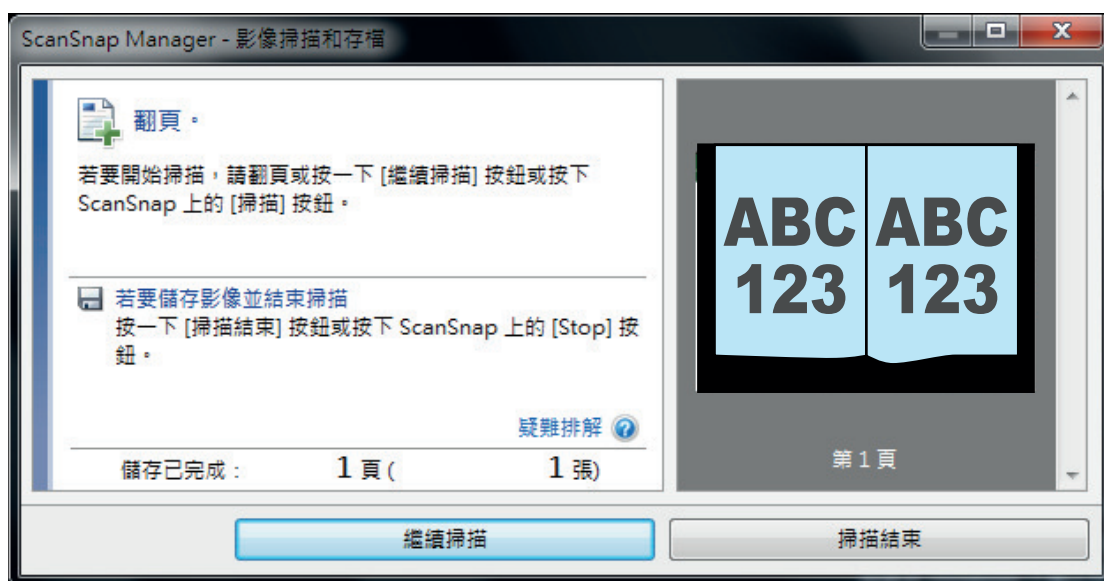 ScanSnap Manager - 影像掃描和存檔
翻頁。
若要開始掃描，請翻頁或按一下 [繼續掃描] 按鈕或按下
ScanSnap 上的 [掃描] 按鈕。
若要儲存影像並結束掃描
按一下 [掃描結束] 按鈕或按下 ScanSnap 上的 [Stop] 按
鈕。
疑難排解
儲存已完成： 1 頁 ( 1 張)
ABC ABC
123 123
第 1 頁
繼續掃描
掃描結束